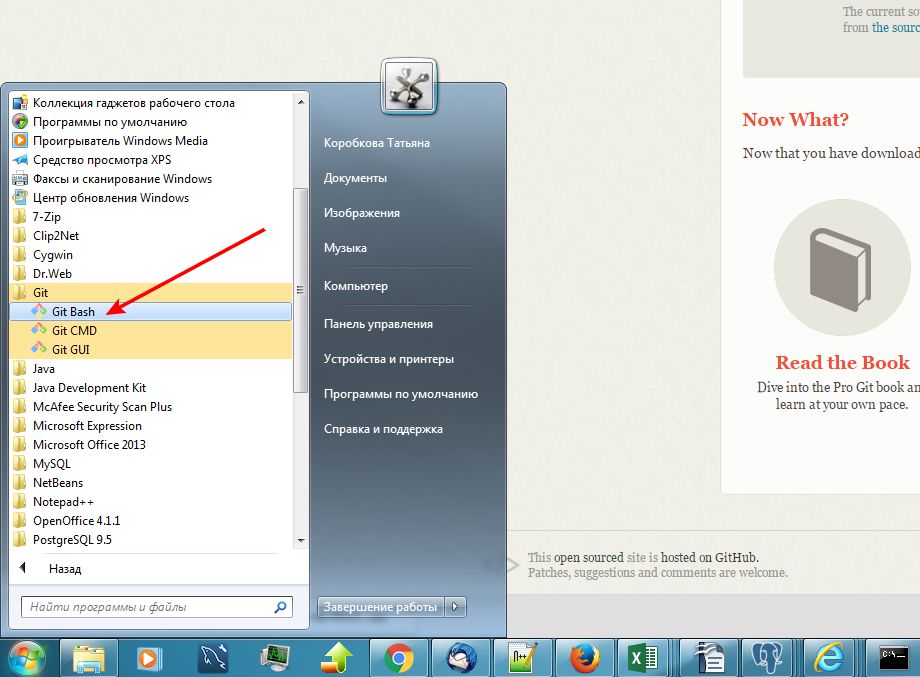 Коллекция гаджетов рабочего стола
Программы по умолчанию
Проигрыватель Windows Media
Средство просмотра XPS
Факсы и сканирование Windows
Центр обновления Windows
7-Zip
Clip2Net
Cygwin
Dr.Web
Git
Git Bash
Git CMD
Git GUI
Java
Java Development Kit
McAfee Security Scan Plus
Microsoft Expression
Microsoft Office 2013
MySQL
NetBeans
Notepad++
OpenOffice 4.1.1
PostgreSQL 9.5
Назад
Найти программы и файлы
Коробкова Татьяна
Документы
Изображения
Музыка
Компьютер
Панель управления
Устройства и принтеры
Программы по умолчанию
Справка и поддержка
Завершение работы
The current so
from the sourc
Now What?
Now that you have download
Read the Book
Dive into the Pro Git book an
learn at your own pace.
This open sourced site is hosted on GitHub.
Patches, suggestions and comments are welcome.
C:\